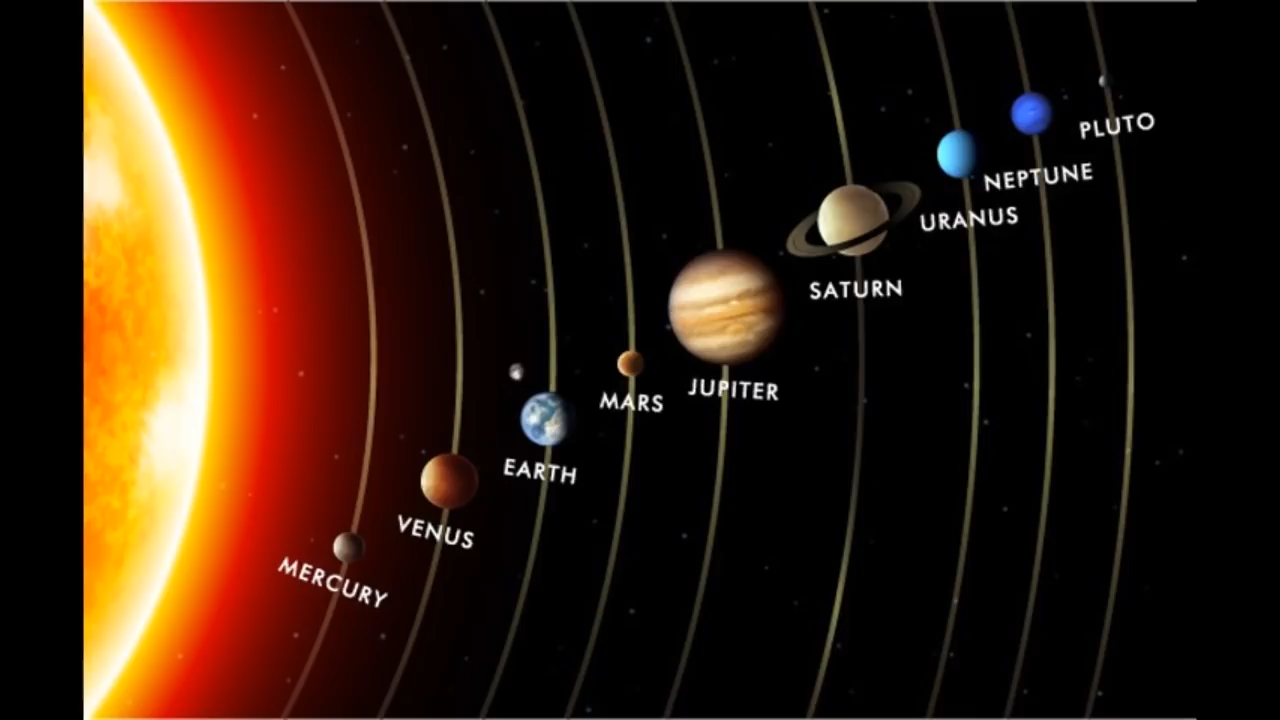 MERCURY
VENUS
EARTH
MARS
JUPITER
SATURN
URANUS
NEPTUNE
PLUTO